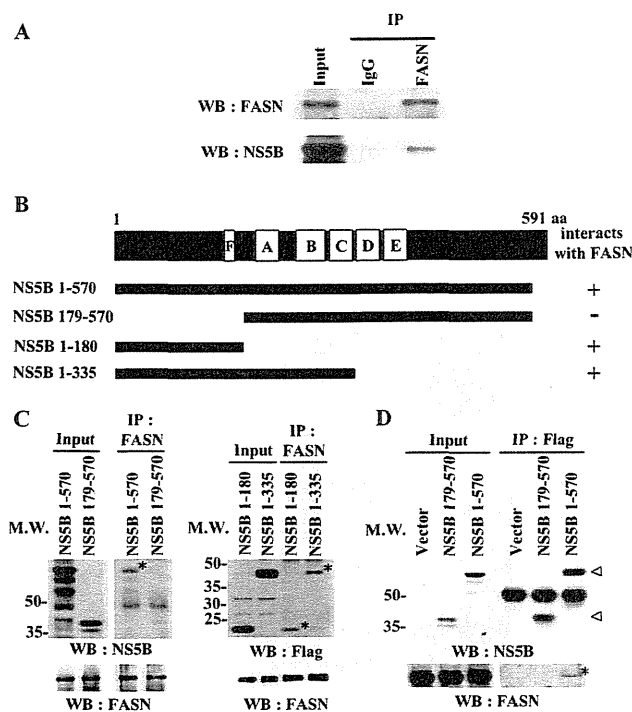 A
IP
Input
IgG
FASN
WB : FASN
WB : NS5B
B
1
591 aa
F
A
B
C
D
E
interacts
with FASN
NS5B 1-570
+
NS5B 179-570
-
NS5B 1-180
+
NS5B 1-335
+
C
Input
IP :
FASN
NS5B 1-570
NS5B 179-570
NS5B 1-570
NS5B 179-570
M.W.
*
50-
35-
WB : NS5B
WB : FASN
Input
IP :
FASN
NS5B 1-180
NS5B 1-335
NS5B 1-180
NS5B 1-335
50-
35-
30-
25-
*
*
WB : Flag
WB : FASN
D
Input
IP : Flag
Vector
NS5B 179-570
NS5B 1-570
Vector
NS5B 179-570
NS5B 1-570
M.W.
50-
35-
WB : NS5B
*
WB : FASN